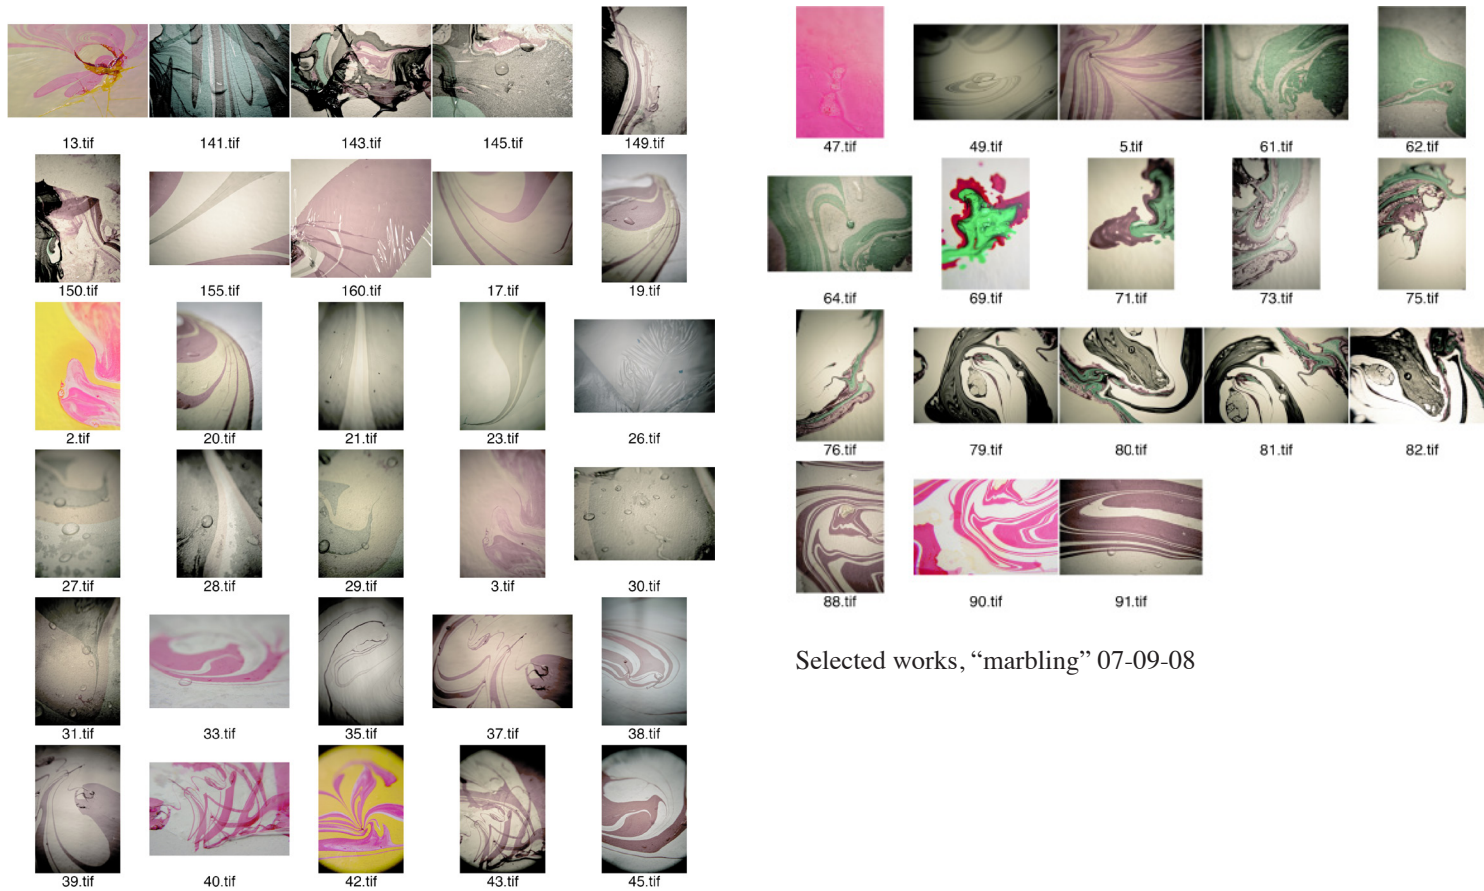 13.tif 141.tif 143.tif 145.tif 149.tif
150.tif 155.tif 160.tif 17.tif 19.tif
2.tif 20.tif 21.tif 23.tif 26.tif
27.tif 28.tif 29.tif 3.tif 30.tif
31.tif 33.tif 35.tif 37.tif 38.tif
39.tif 40.tif 42.tif 43.tif 45.tif
47.tif 49.tif 5.tif 61.tif 62.tif
64.tif 69.tif 71.tif 73.tif 75.tif
76.tif 79.tif 80.tif 81.tif 82.tif
88.tif 90.tif 91.tif
Selected works, “marbling” 07-09-08